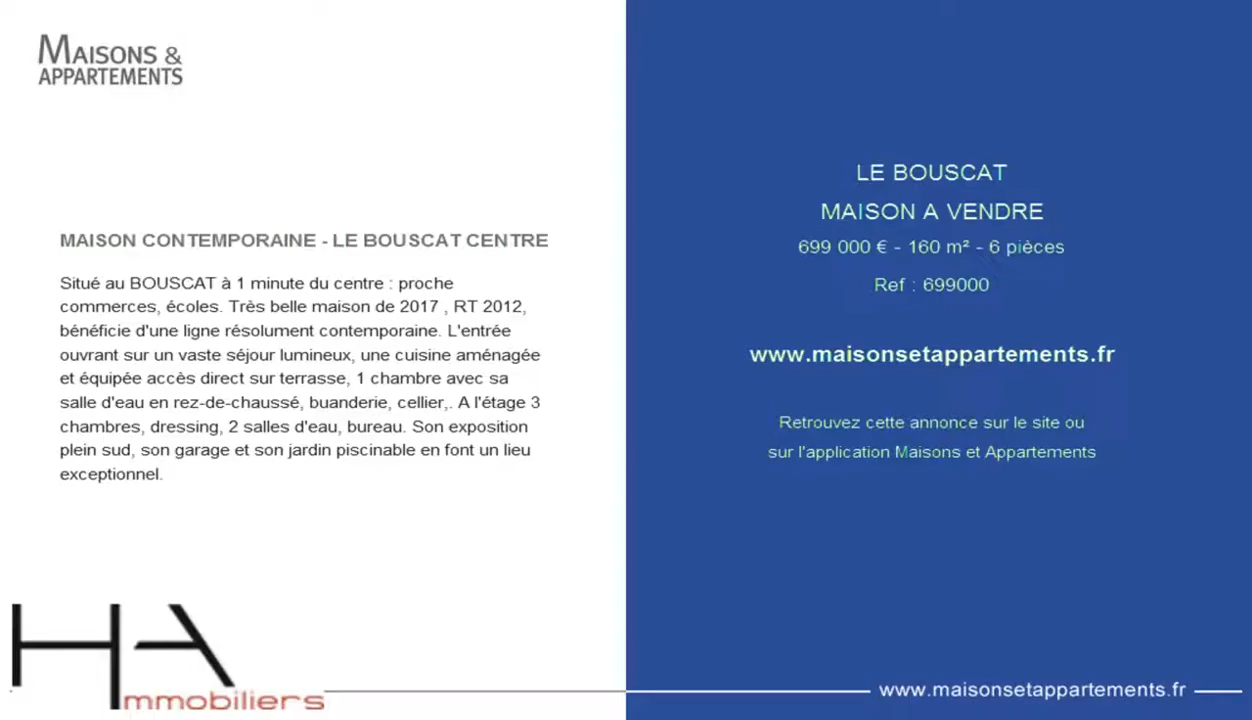 MAISONS &
APPARTEMENTS
MAISON CONTEMPORAINE - LE BOUSCAT CENTRE
Situé au BOUSCAT à 1 minute du centre : proche
commerces, écoles. Très belle maison de 2017 , RT 2012,
bénéficie d'une ligne résolument contemporaine. L'entrée
ouvrant sur un vaste séjour lumineux, une cuisine aménagée
et équipée accès direct sur terrasse, 1 chambre avec sa
salle d'eau en rez-de-chaussé, buanderie, cellier,. A l'étage 3
chambres, dressing, 2 salles d'eau, bureau. Son exposition
plein sud, son garage et son jardin piscinable en font un lieu
exceptionnel.
HA
mmobiliers
LE BOUSCAT
MAISON A VENDRE
699 000 € - 160 m² - 6 pièces
Ref : 699000
www.maisonsetappartements.fr
Retrouvez cette annonce sur le site ou
sur l'application Maisons et Appartements
www.maisonsetappartements.fr